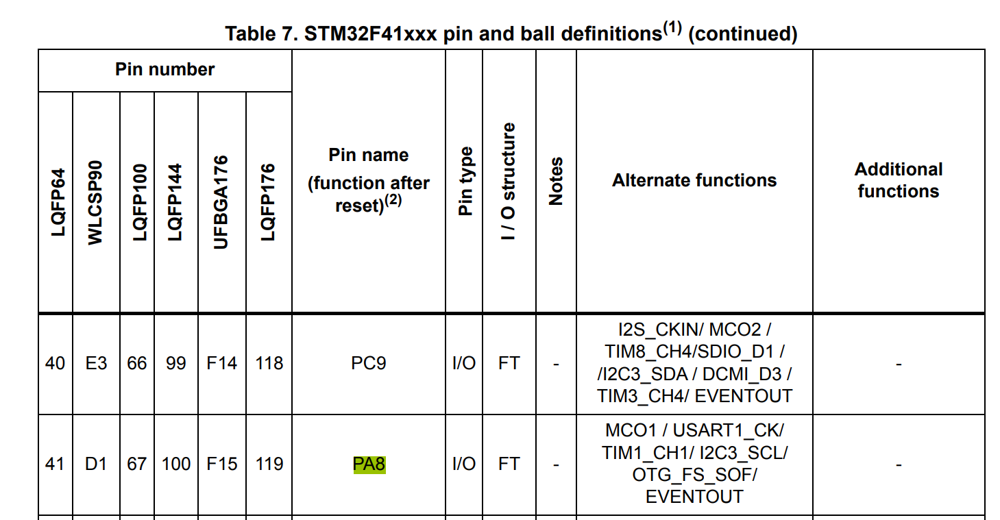 Table 7. STM32F41xxx pin and ball definitions(1) (continued)
Pin number
LQFP64
WLCSP90
LQFP100
LQFP144
UFBGA176
LQFP176
Pin name
(function after
reset)(2)
Pin type
I / O structure
Notes
Alternate functions
Additional
functions
40 E3 66 99 F14 118 PC9 I/O FT - I2S_CKIN/ MCO2 /
TIM8_CH4/SDIO_D1 /
/I2C3_SDA / DCMI_D3 /
TIM3_CH4/ EVENTOUT
-
41 D1 67 100 F15 119 PA8 I/O FT - MCO1 / USART1_CK/
TIM1_CH1/ I2C3_SCL/
OTG_FS_SOF/
EVENTOUT
-